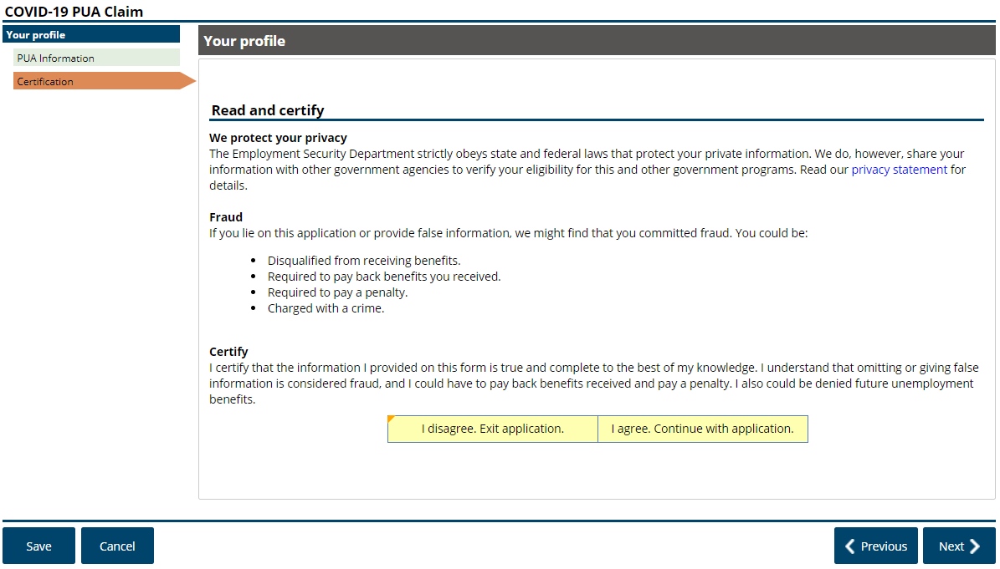 COVID-19 PUA Claim
Your profile
PUA Information
Certification
Your profile
Read and certify
We protect your privacy
The Employment Security Department strictly obeys state and federal laws that protect your private information. We do, however, share your
information with other government agencies to verify your eligibility for this and other government programs. Read our privacy statement for
details.
Fraud
If you lie on this application or provide false information, we might find that you committed fraud. You could be:
• Disqualified from receiving benefits.
• Required to pay back benefits you received.
• Required to pay a penalty.
• Charged with a crime.
Certify
I certify that the information I provided on this form is true and complete to the best of my knowledge. I understand that omitting or giving false
information is considered fraud, and I could have to pay back benefits received and pay a penalty. I also could be denied future unemployment
benefits.
I disagree. Exit application.
I agree. Continue with application.
Save
Cancel
Previous
Next